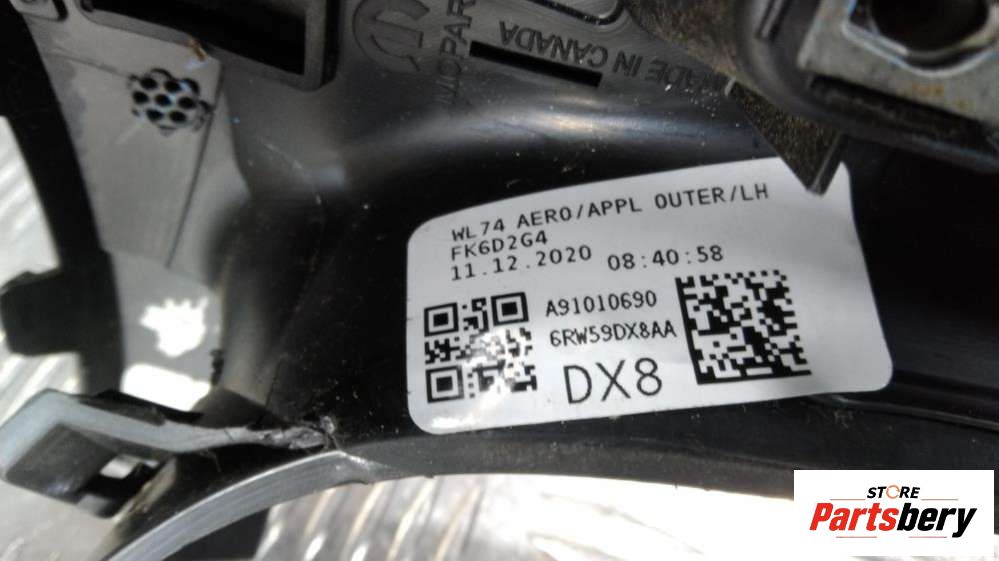 MADE IN CANADA
WL74 AERO/APPL OUTER/LH
FK6D2G4
11.12.2020 08:40:58
A91010690
6RW59DX8AA
DX8
STORE
Partsbery